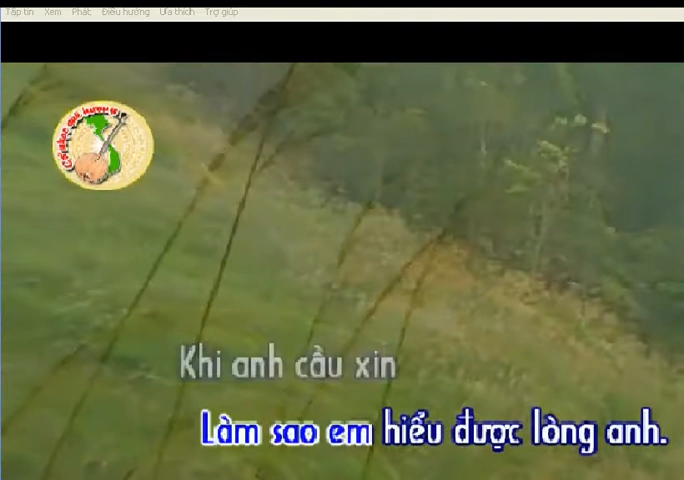 Tập tin Xem Phát Điều hướng Ưa thích Trợ giúp
Khi anh cầu xin
Làm sao em hiểu được lòng anh.